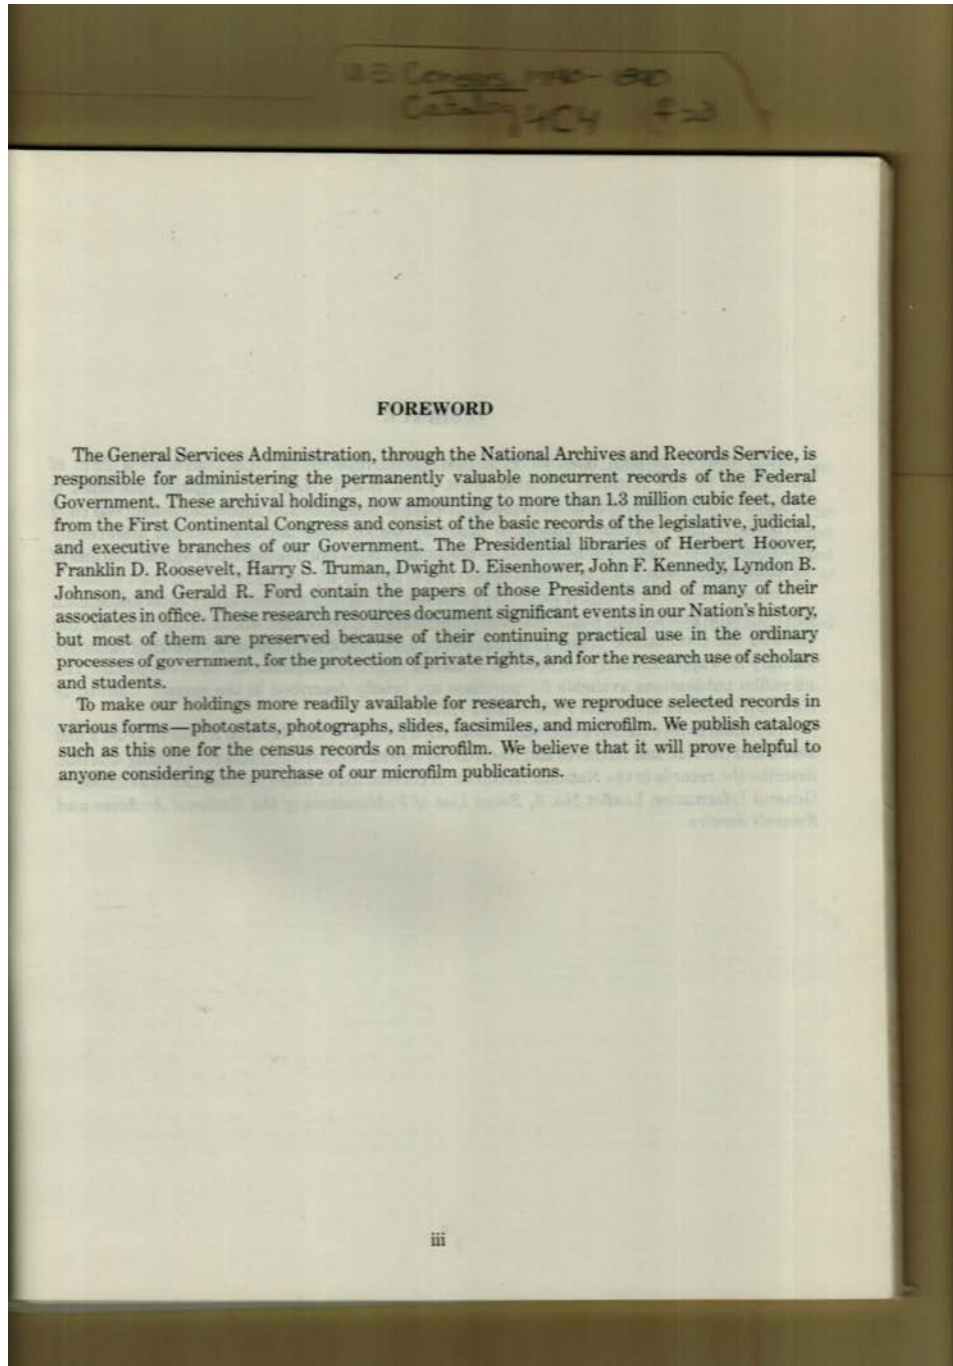 U.S Census 1790-1890
Catalog 4C4
FOREWORD
The General Services Administration, through the National Archives and Records Service, is
responsible for administering the permanently valuable noncurrent records of the Federal
Government. These archival holdings, now amounting to more than 1.3 million cubic feet, date
from the First Continental Congress and consist of the basic records of the legislative, judicial,
and executive branches of our Government. The Presidential libraries of Herbert Hoover,
Franklin D. Roosevelt, Harry S. Truman, Dwight D. Eisenhower, John F. Kennedy, Lyndon B.
Johnson, and Gerald R. Ford contain the papers of those Presidents and of many of their
associates in office. These research resources document significant events in our Nation's history,
but most of them are preserved because of their continuing practical use in the ordinary
processes of government, for the protection of private rights, and for the research use of scholars
and students.
To make our holdings more readily available for research, we reproduce selected records in
various forms—photostats, photographs, slides, facsimiles, and microfilm. We publish catalogs
such as this one for the census records on microfilm. We believe that it will prove helpful to
anyone considering the purchase of our microfilm publications.
iii